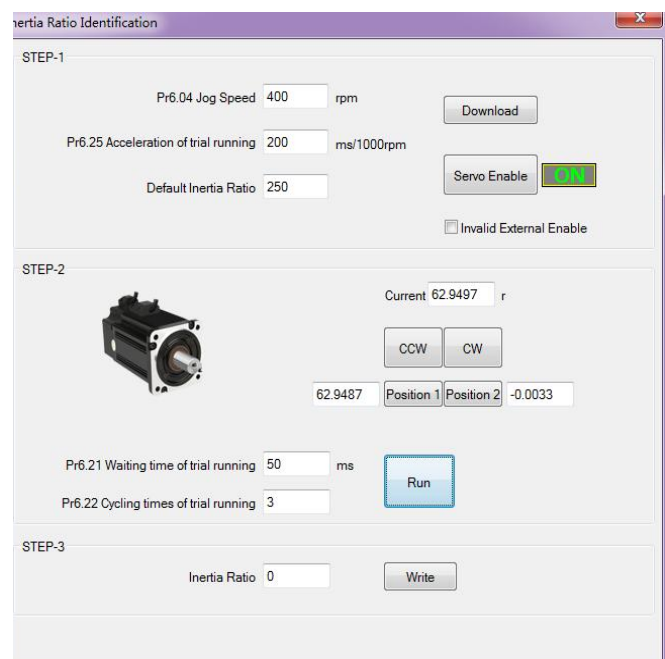 nertia Ratio Identification
x
STEP-1
Pr6.04 Jog Speed 400 rpm
Download
Pr6.25 Acceleration of trial running 200 ms/1000rpm
Default Inertia Ratio 250
Servo Enable ON
Invalid External Enable
STEP-2
Current 62.9497 r
CCW CW
62.9487 Position 1 Position 2 -0.0033
Pr6.21 Waiting time of trial running 50 ms
Run
Pr6.22 Cycling times of trial running 3
STEP-3
Inertia Ratio 0 Write